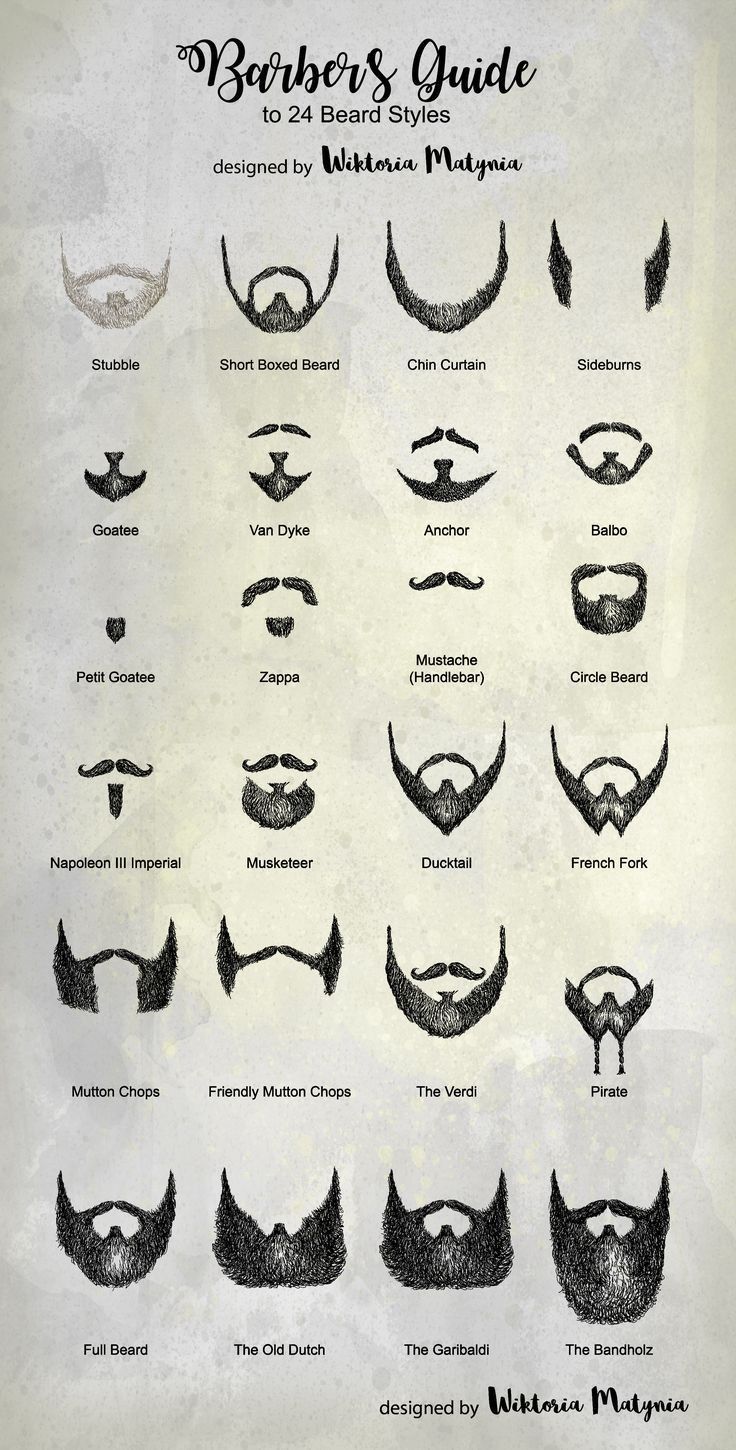 Barbers Guide
to 24 Beard Styles
designed by Wiktoria Matynia
Stubble
Short Boxed Beard
Chin Curtain
Sideburns
Goatee
Van Dyke
Anchor
Balbo
Petit Goatee
Zappa
Mustache
(Handlebar)
Circle Beard
Napoleon III Imperial
Musketeer
Ducktail
French Fork
Mutton Chops
Friendly Mutton Chops
The Verdi
Pirate
Full Beard
The Old Dutch
The Garibaldi
The Bandholz
designed by Wiktoria Matynia